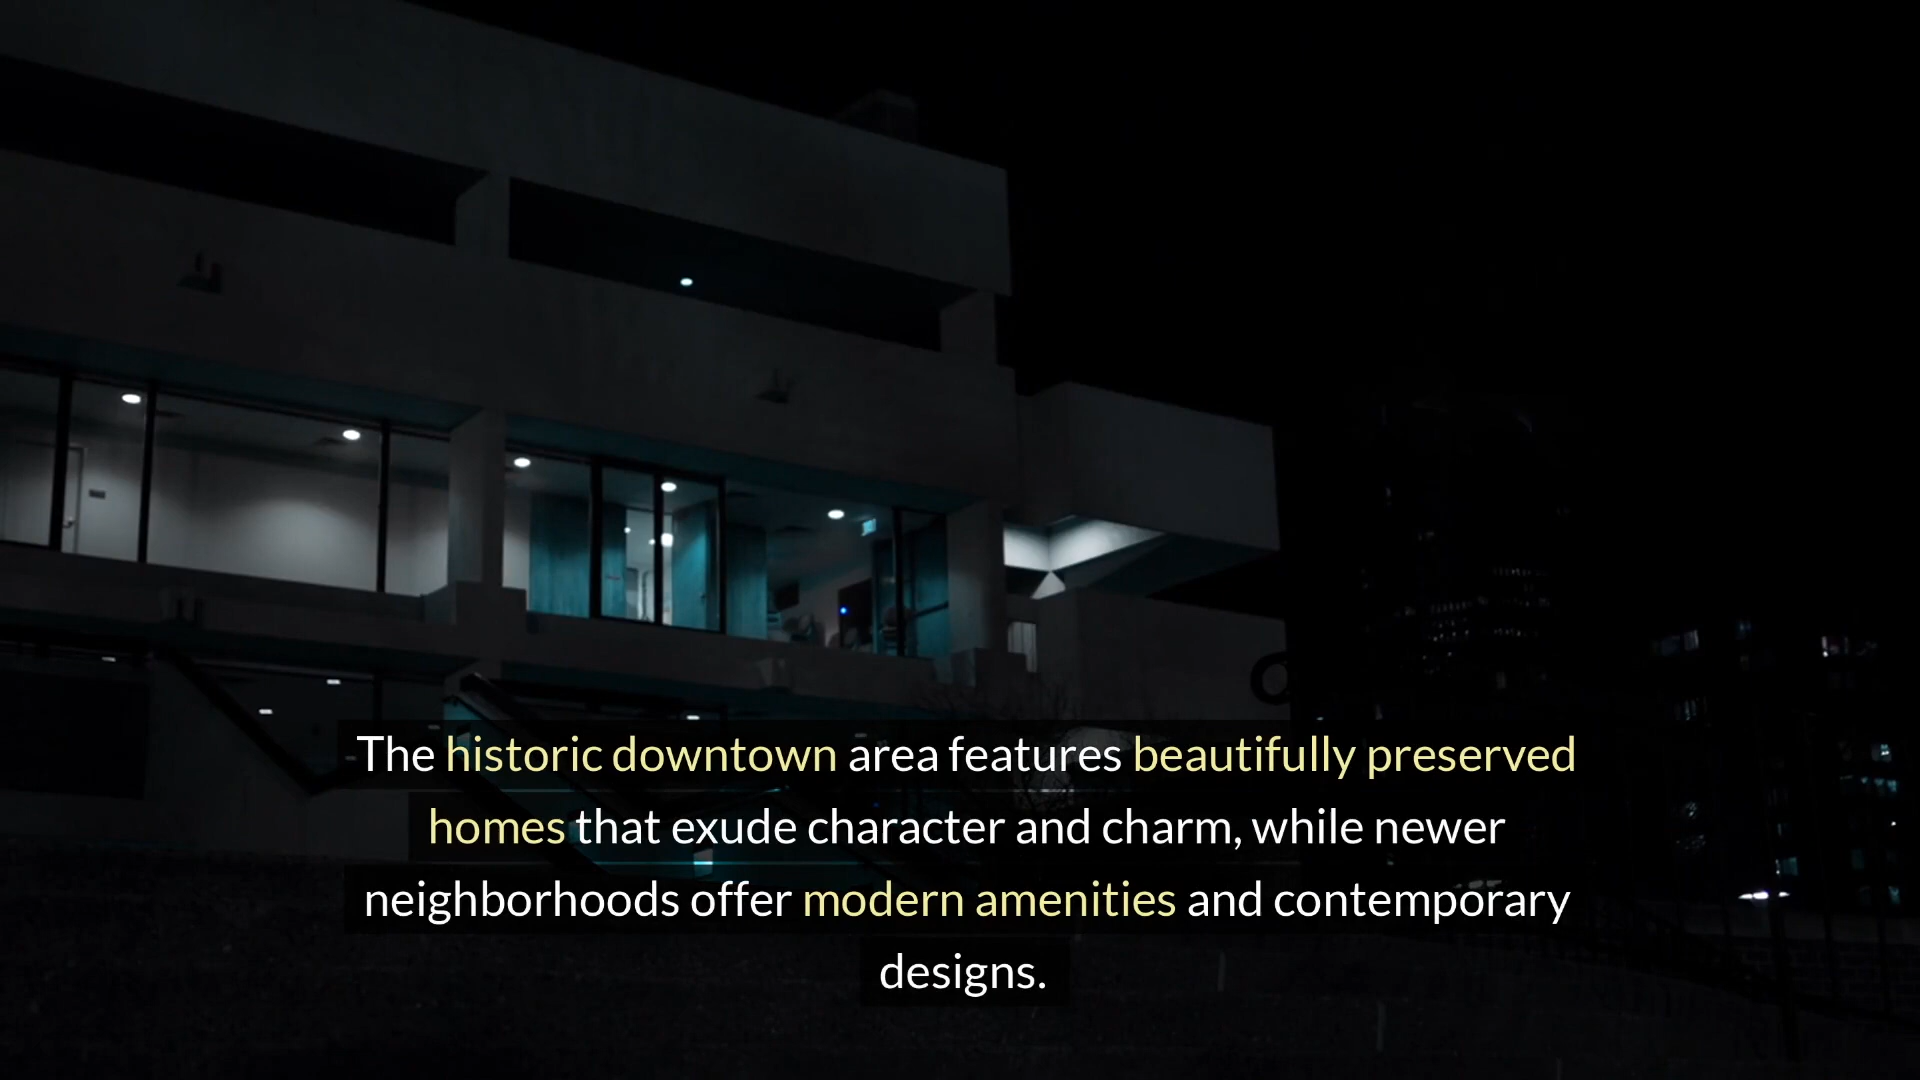 The historic downtown area features beautifully preserved
homes that exude character and charm, while newer
neighborhoods offer modern amenities and contemporary
designs.